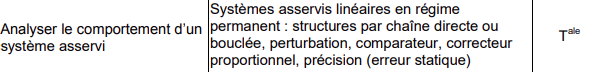 Analyser le comportement d'un
système asservi
Systèmes asservis linéaires en régime
permanent : structures par chaîne directe ou
bouclée, perturbation, comparateur, correcteur
proportionnel, précision (erreur statique)
Tale